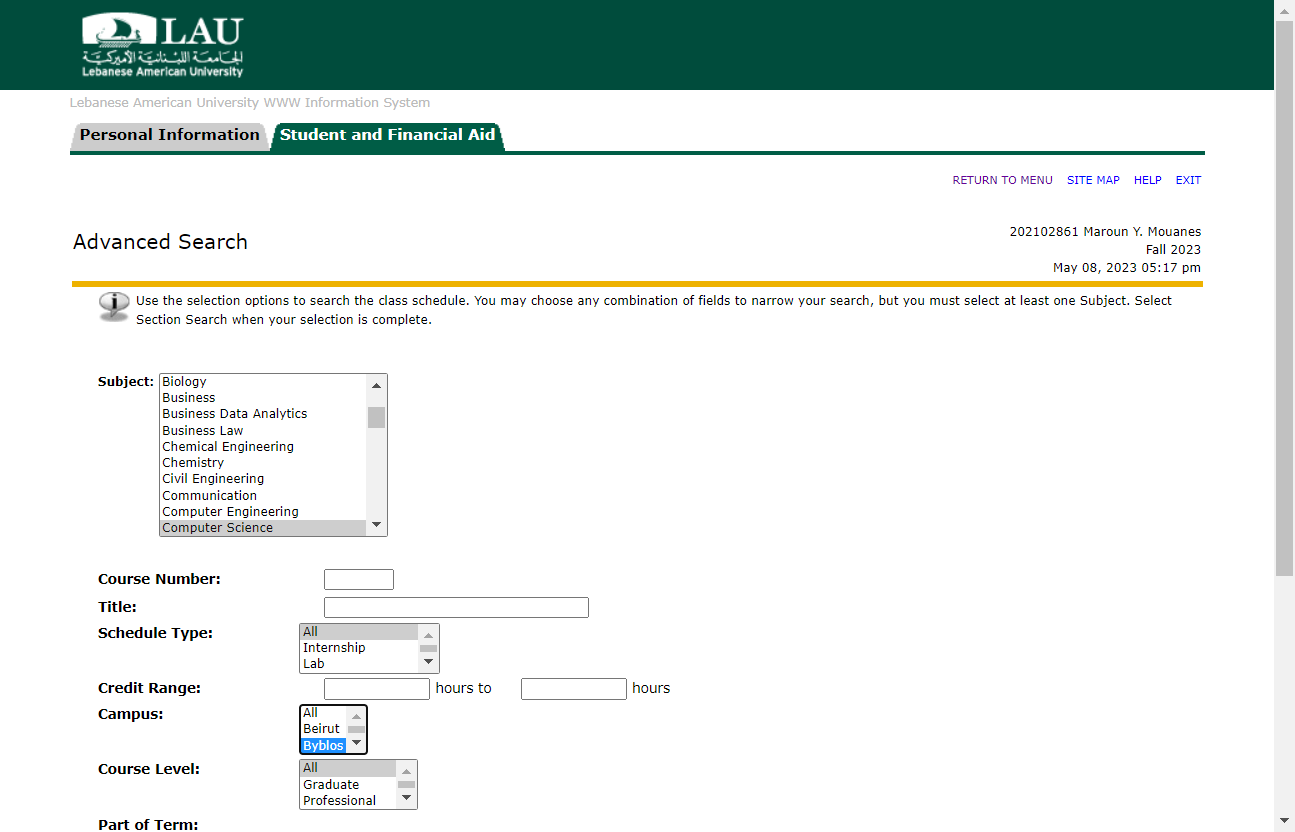 LAU
الجامعة اللبنانية الأميركية
Lebanese American University
Lebanese American University WWW Information System
Personal Information
Student and Financial Aid
RETURN TO MENU SITE MAP HELP EXIT
Advanced Search
202102861 Maroun Y. Mouanes
Fall 2023
May 08, 2023 05:17 pm
Use the selection options to search the class schedule. You may choose any combination of fields to narrow your search, but you must select at least one Subject. Select
Section Search when your selection is complete.
Subject:
Biology
Business
Business Data Analytics
Business Law
Chemical Engineering
Chemistry
Civil Engineering
Communication
Computer Engineering
Computer Science
Course Number:
Title:
Schedule Type:
All
Internship
Lab
Credit Range: hours to hours
Campus:
All
Beirut
Byblos
Course Level:
All
Graduate
Professional
Part of Term: